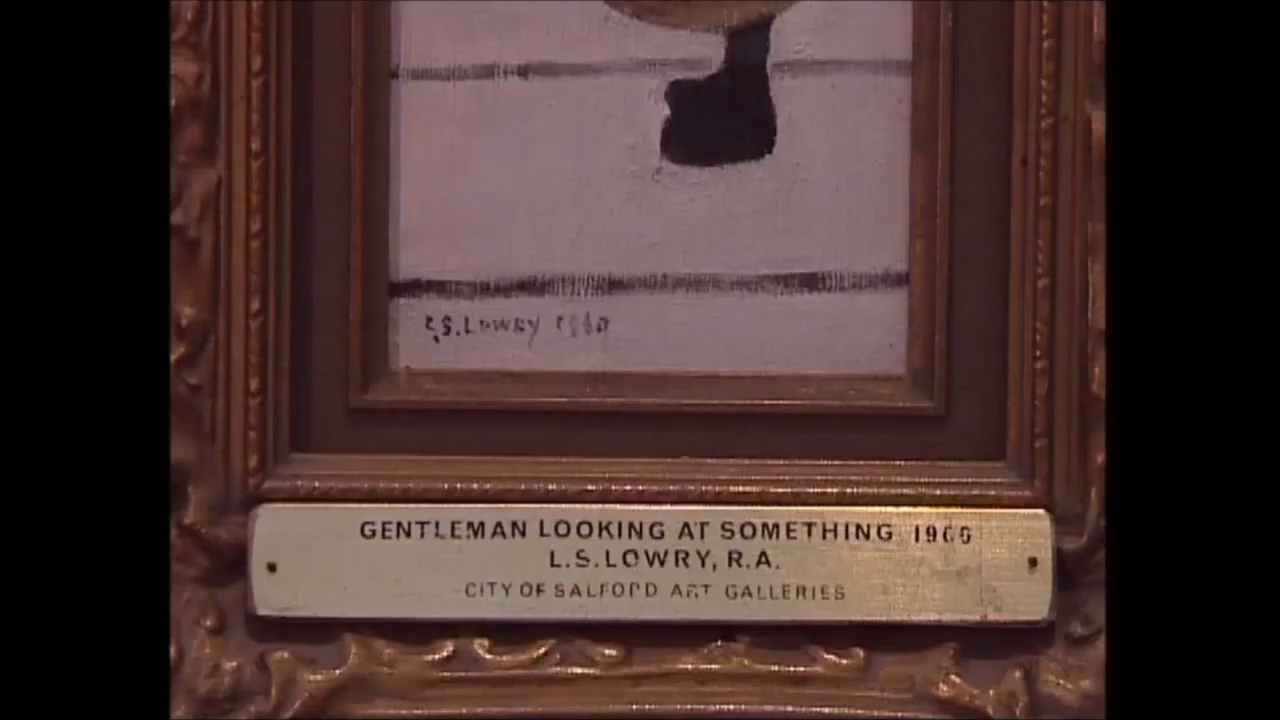 L.S.LOWRY
GENTLEMAN LOOKING AT SOMETHING
L.S.LOWRY, R.A.
CITY OF SALFORD ART GALLERIES